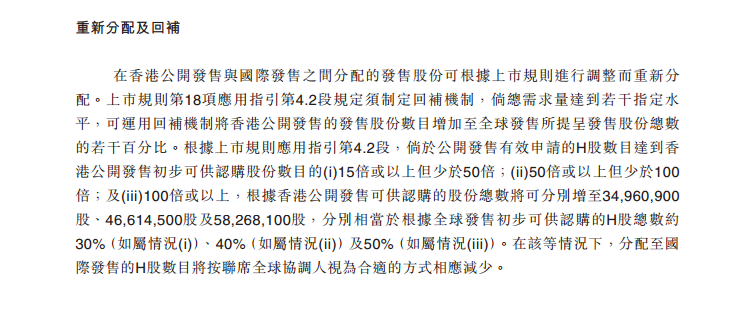 重新分配及回補
在香港公開發售與國際發售之間分配的發售股份可根據上市規則進行調整而重新分
配。上市規則第18項應用指引第4.2段規定須制定回補機制，倘總需求量達到若干指定水
平，可運用回補機制將香港公開發售的發售股份數目增加至全球發售所提呈發售股份總數
的若干百分比。根據上市規則應用指引第4.2段，倘於公開發售有效申請的H股數目達到香
港公開發售初步可供認購股份數目的(i)15倍或以上但少於50倍；(ii)50倍或以上但少於100
倍；及(iii)100倍或以上，根據香港公開發售可供認購的股份總數將可分別增至34,960,900
股、46,614,500股及58,268,100股，分別相當於根據全球發售初步可供認購的H股總數約
30%（如屬情況(i)）、40%（如屬情況(ii)）及50%（如屬情況(iii)）。在該等情況下，分配至國
際發售的H股數目將按聯席全球協調人視為合適的方式相應減少。